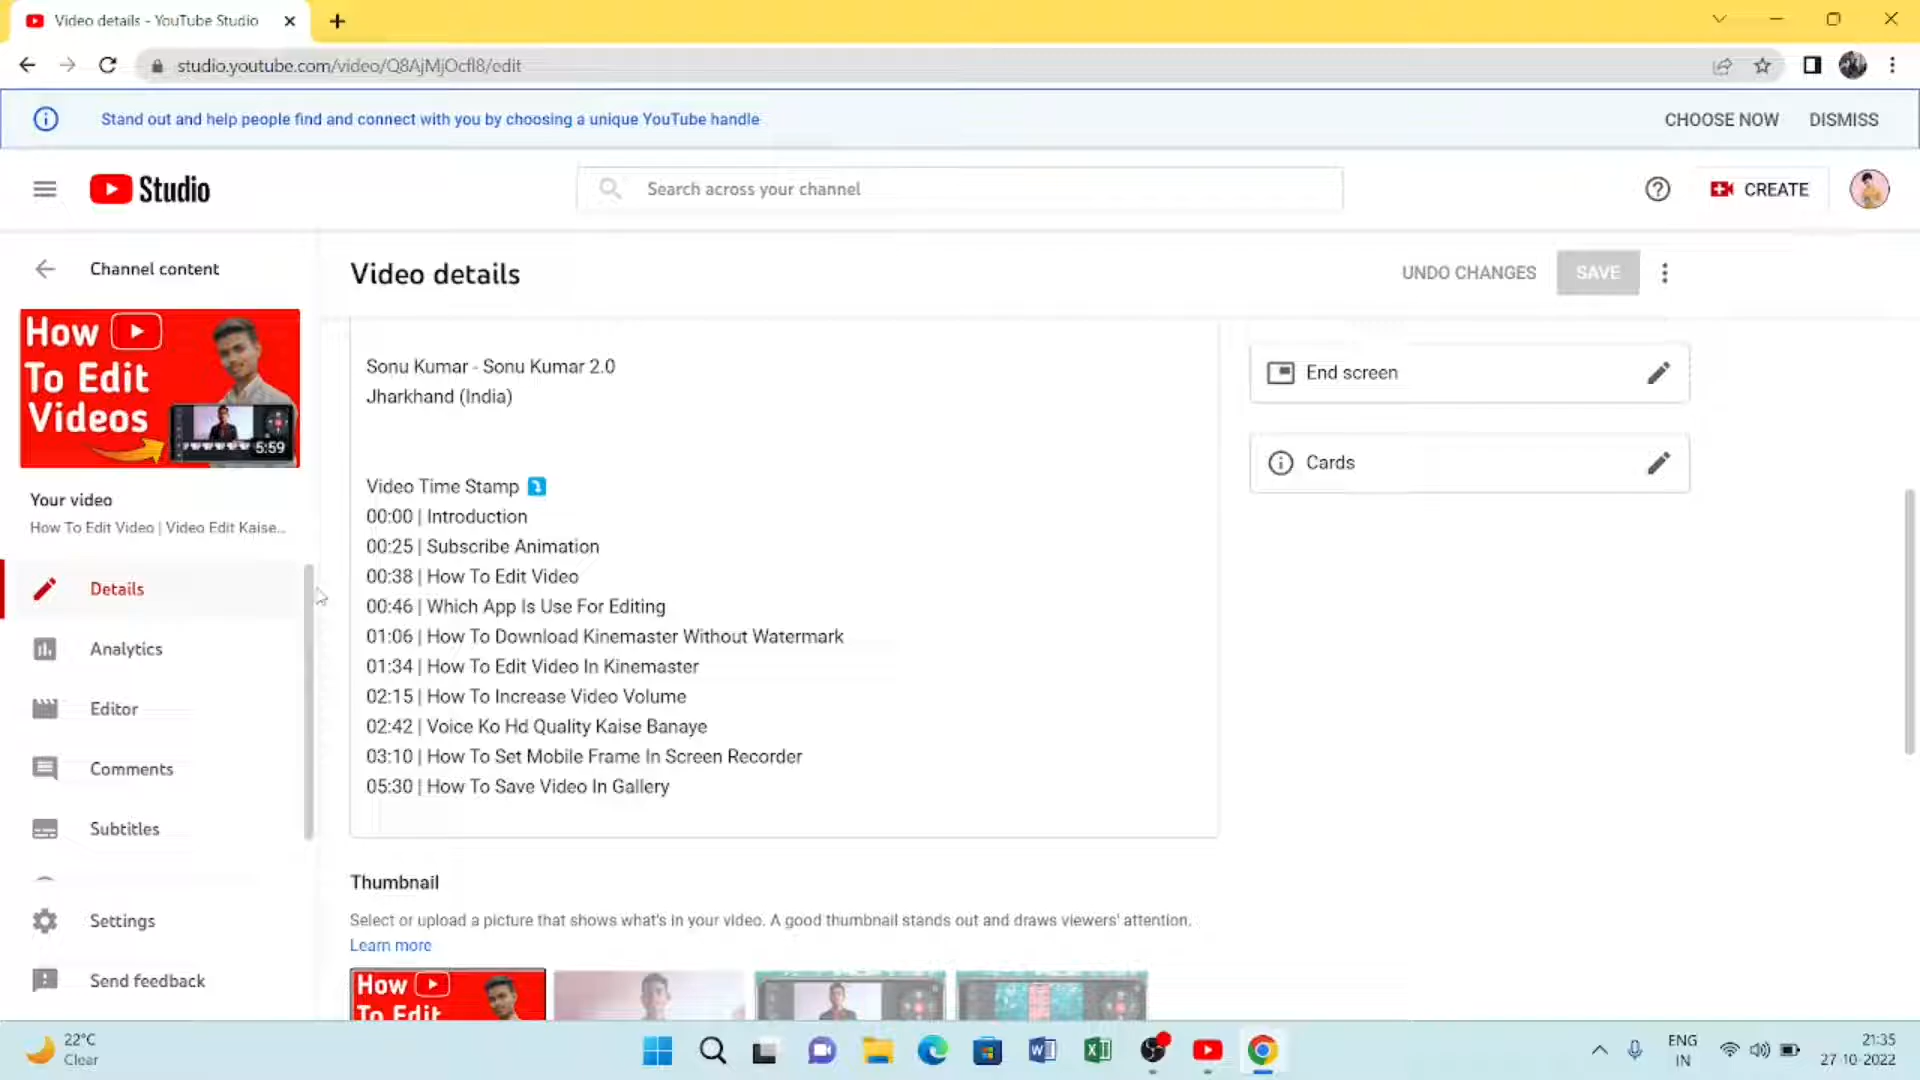 Video details - YouTube Studio
studio.youtube.com/video/Q8AjMjOcfl8/edit
Stand out and help people find and connect with you by choosing a unique YouTube handle
CHOOSE NOW
DISMISS
Studio
Search across your channel
CREATE
Channel content
Video details
UNDO CHANGES
SAVE
How
To Edit
Videos
5:59
Your video
How To Edit Video | Video Edit Kaise...
Details
Analytics
Editor
Comments
Subtitles
Settings
Send feedback
Sonu Kumar - Sonu Kumar 2.0
Jharkhand (India)
Video Time Stamp
00:00 | Introduction
00:25 | Subscribe Animation
00:38 | How To Edit Video
00:46 | Which App Is Use For Editing
01:06 | How To Download Kinemaster Without Watermark
01:34 | How To Edit Video In Kinemaster
02:15 | How To Increase Video Volume
02:42 | Voice Ko Hd Quality Kaise Banaye
03:10 | How To Set Mobile Frame In Screen Recorder
05:30 | How To Save Video In Gallery
End screen
Cards
Thumbnail
Select or upload a picture that shows what's in your video. A good thumbnail stands out and draws viewers' attention.
Learn more
How
To Edit
22°C
Clear
ENG
IN
21:35
27-10-2022